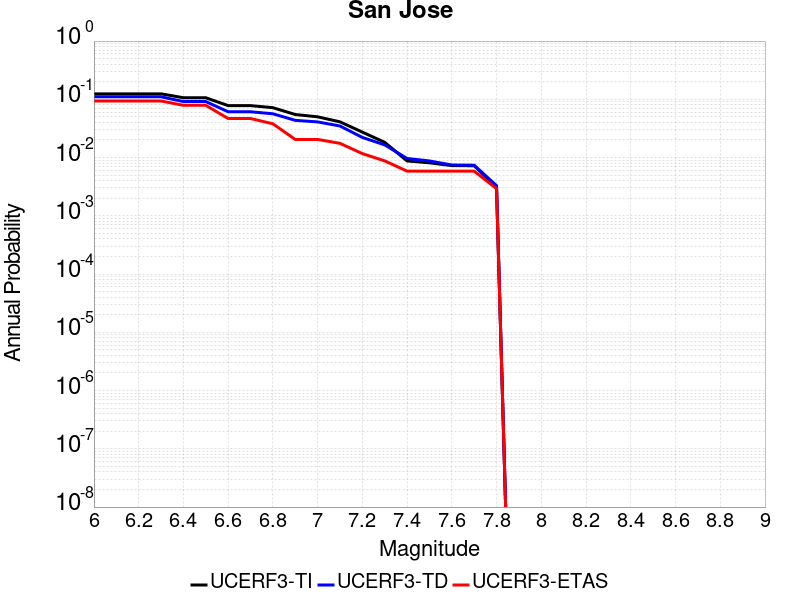 San Jose
Annual Probability
10^0
10^-1
10^-2
10^-3
10^-4
10^-5
10^-6
10^-7
10^-8
6 6.2 6.4 6.6 6.8 7 7.2 7.4 7.6 7.8 8 8.2 8.4 8.6 8.8 9
Magnitude
UCERF3-TI UCERF3-TD UCERF3-ETAS